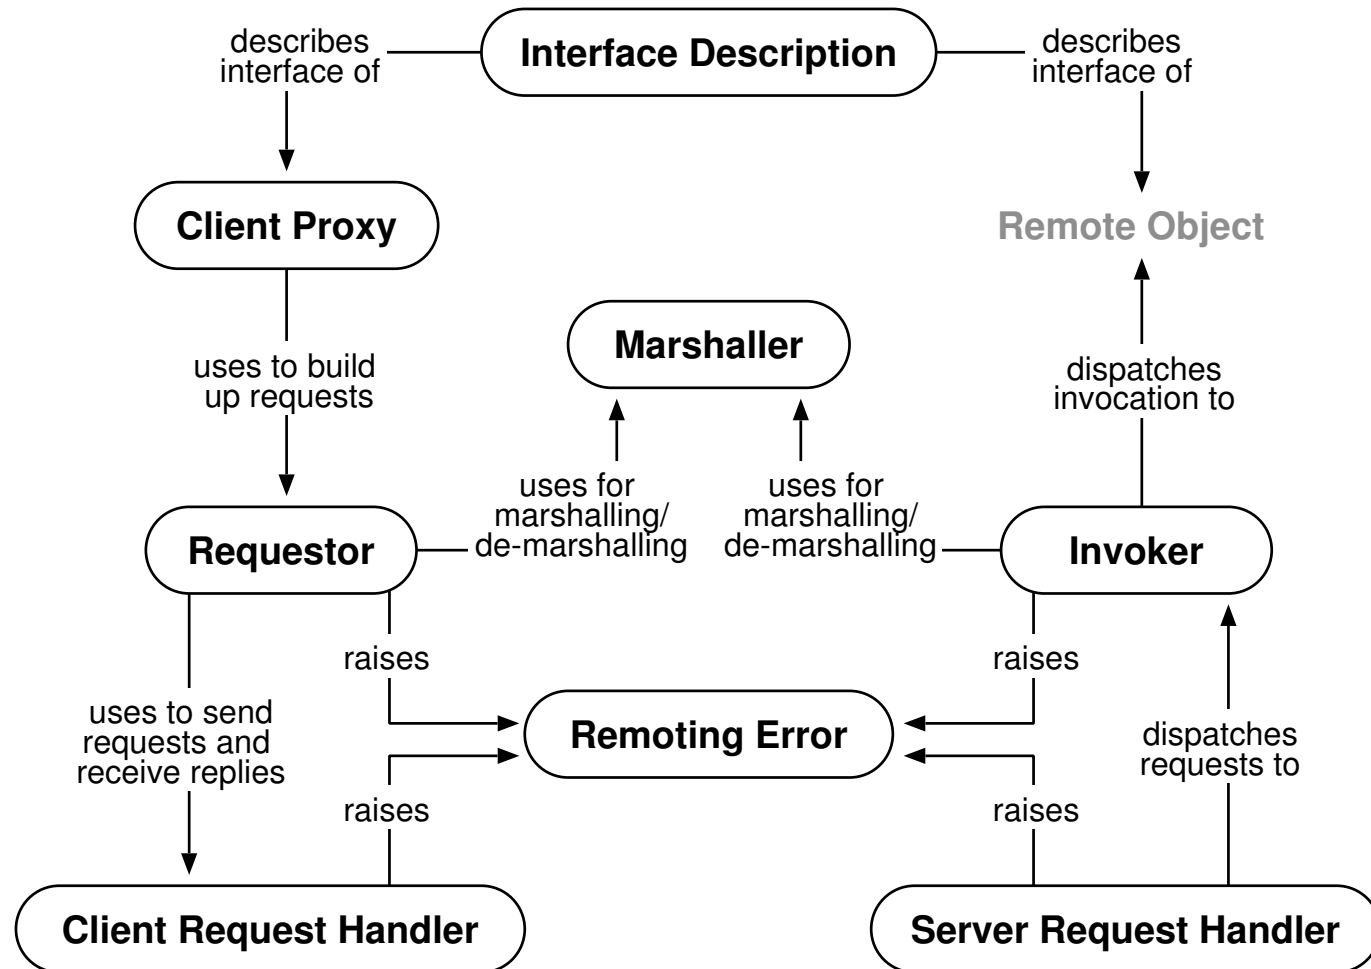 describes
interface of
Interface Description
describes
interface of
Client Proxy
Remote Object
Marshaller
uses to build
up requests
dispatches
invocation to
uses for
marshalling/
de-marshalling
uses for
marshalling/
de-marshalling
Requestor
Invoker
raises
raises
uses to send
requests and
receive replies
Remoting Error
dispatches
requests to
raises
raises
Client Request Handler
Server Request Handler